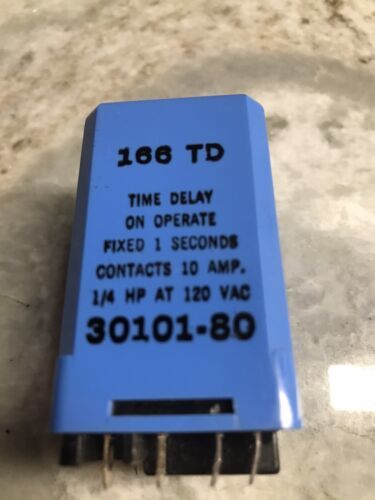 166 TD
TIME DELAY
ON OPERATE
FIXED 1 SECONDS
CONTACTS 10 AMP.
1/4 HP AT 120 VAC
30101-80